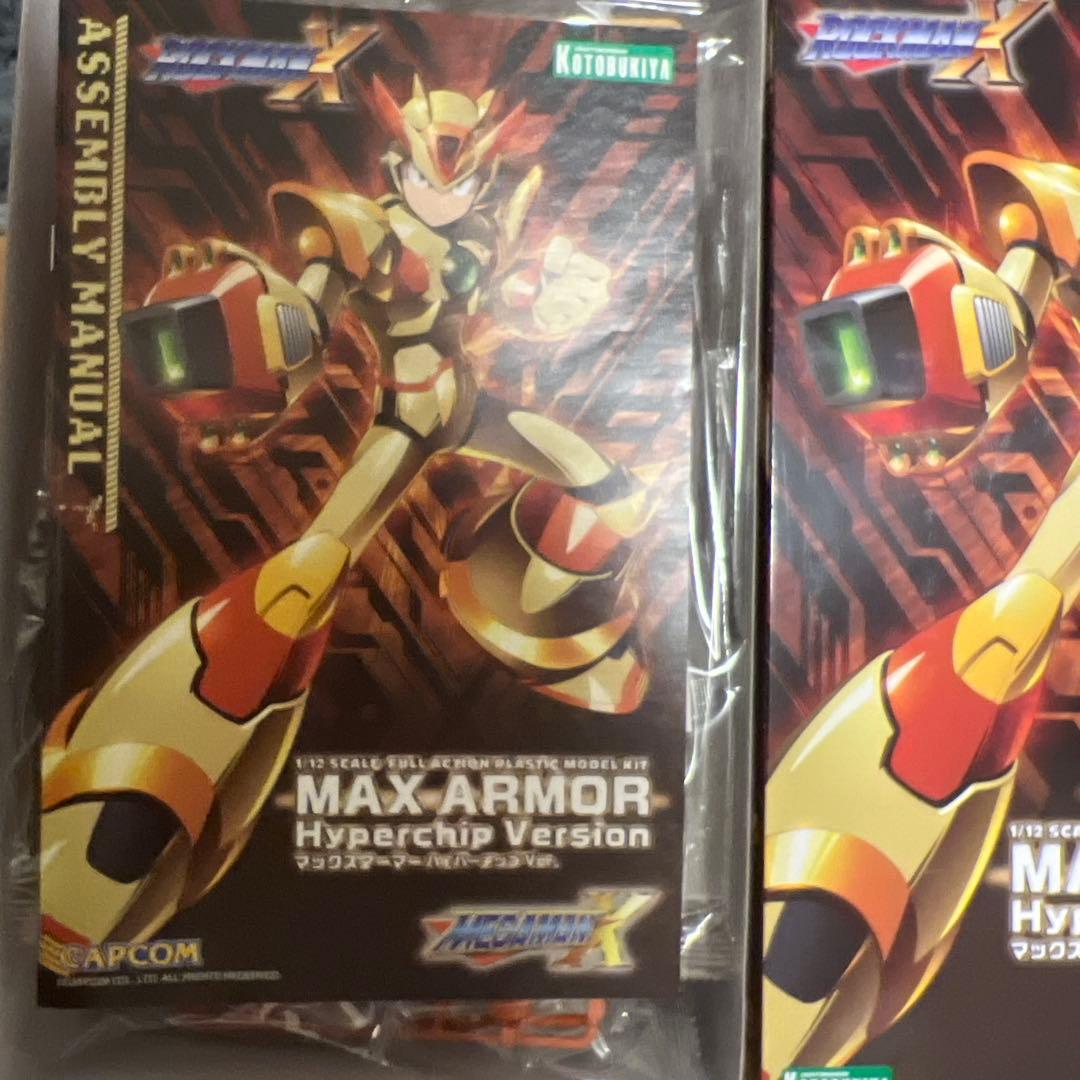 ASSEMBLY MANUAL
ROCKMAN X
KOTOBUKIYA
1/12 SCALE FULL ACTION PLASTIC MODEL KIT
MAX ARMOR
Hyperchip Version
マックスアーマー ハイパーチップ Ver.
MEGAMAN X
CAPCOM
ROCKMAN X
1/12 SCA
MA
Hyp
マックス
KOTOBUKIYA